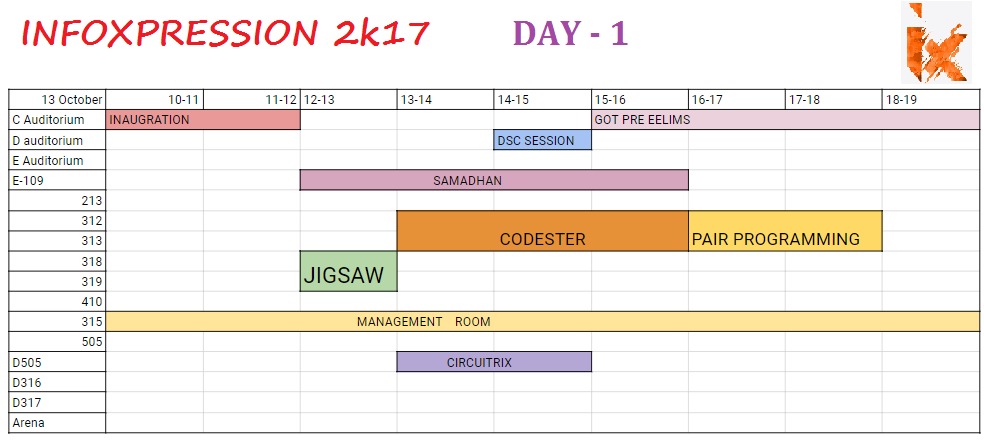 INFOXPRESSION 2k17 DAY - 1
ix
13 October 10-11 11-12 12-13 13-14 14-15 15-16 16-17 17-18 18-19
C Auditorium INAUGRATION GOT PRE EELIMS
D auditorium DSC SESSION
E Auditorium
E-109 SAMADHAN
213
312
313 CODESTER PAIR PROGRAMMING
318
319 JIGSAW
410
315 MANAGEMENT ROOM
505
D505 CIRCUITRIX
D316
D317
Arena